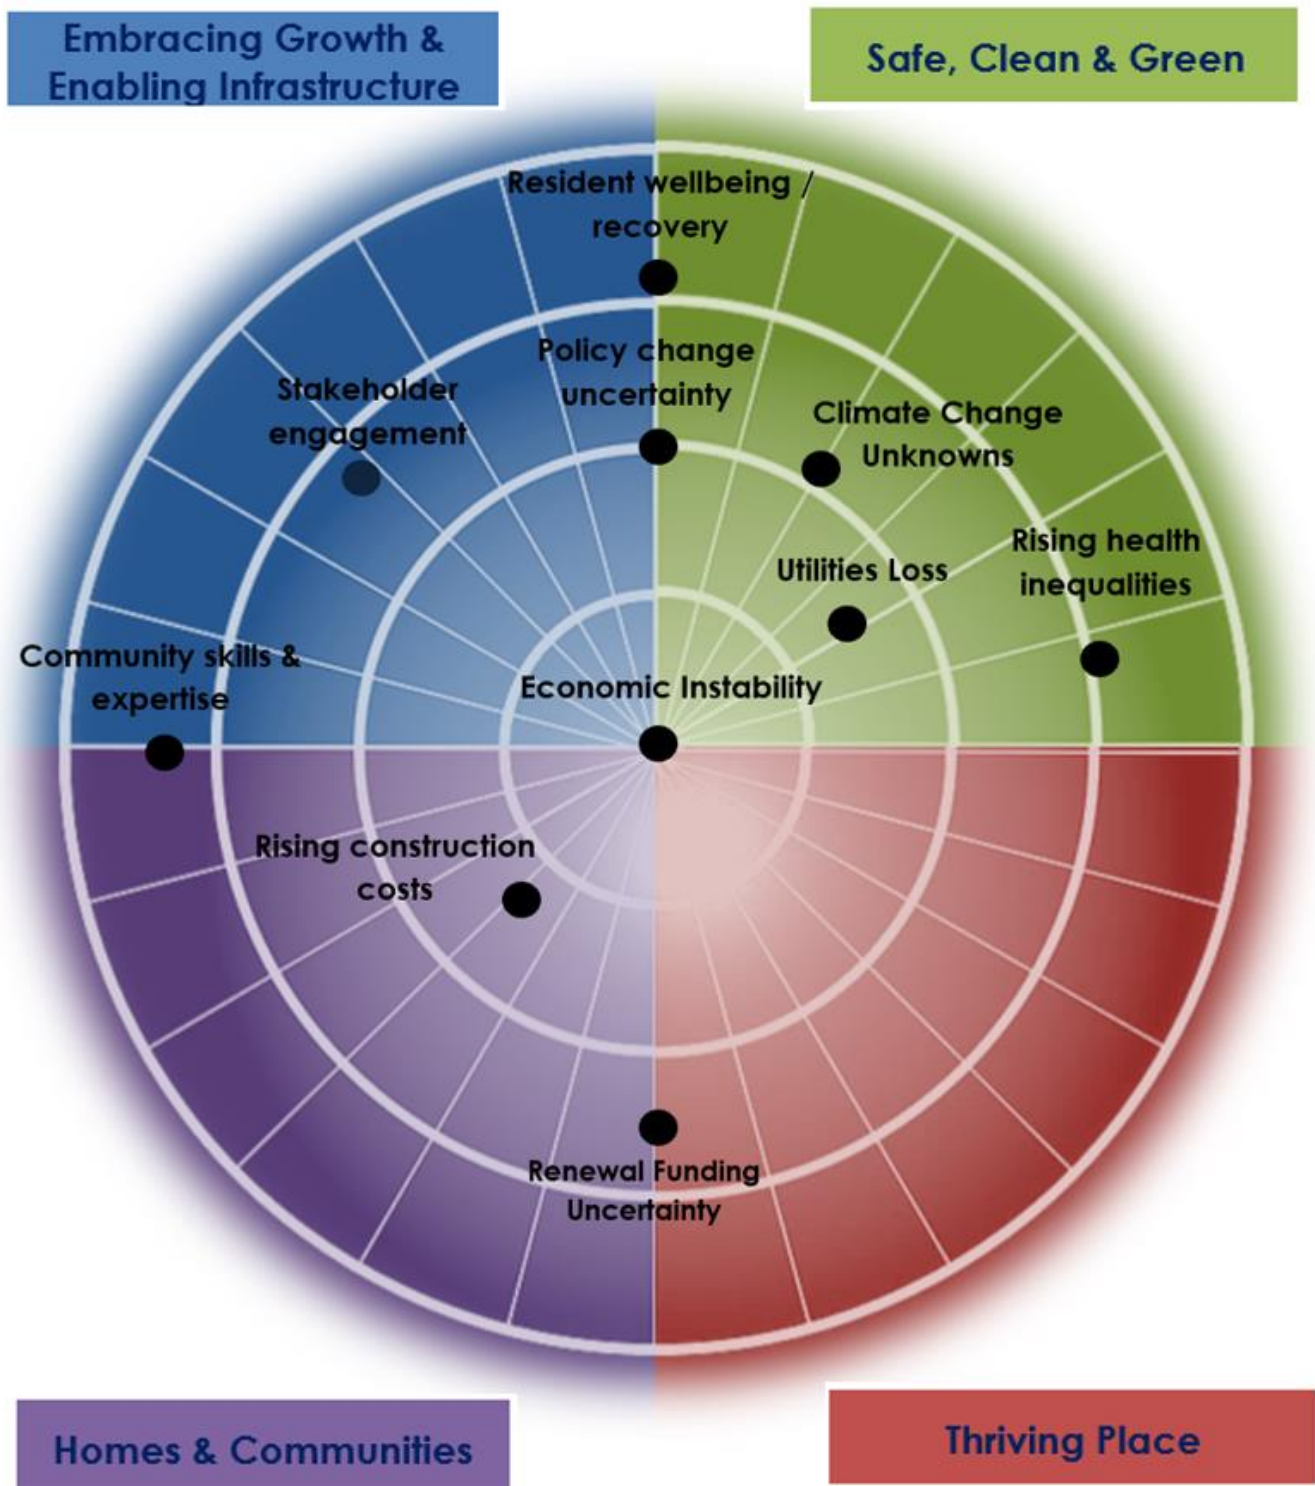 Embracing Growth &
Enabling Infrastructure
Safe, Clean & Green
Resident wellbeing /
recovery
Policy change
uncertainty
Stakeholder
engagement
Climate Change
Unknowns
Rising health
inequalities
Utilities Loss
Community skills &
expertise
Economic Instability
Rising construction
costs
Renewal Funding
Uncertainty
Homes & Communities
Thriving Place